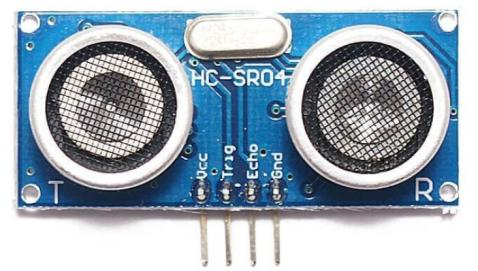 HC-SR04
Vcc
Trig
Echo
Gnd
T
R